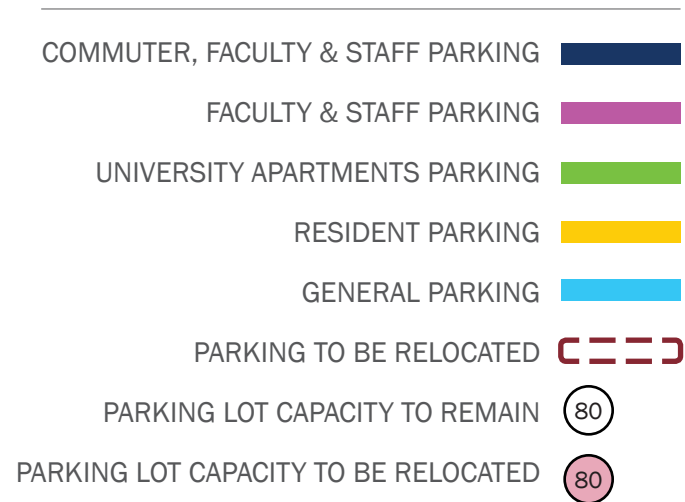 COMMUTER, FACULTY & STAFF PARKING
FACULTY & STAFF PARKING
UNIVERSITY APARTMENTS PARKING
RESIDENT PARKING
GENERAL PARKING
PARKING TO BE RELOCATED
PARKING LOT CAPACITY TO REMAIN 80
PARKING LOT CAPACITY TO BE RELOCATED 80